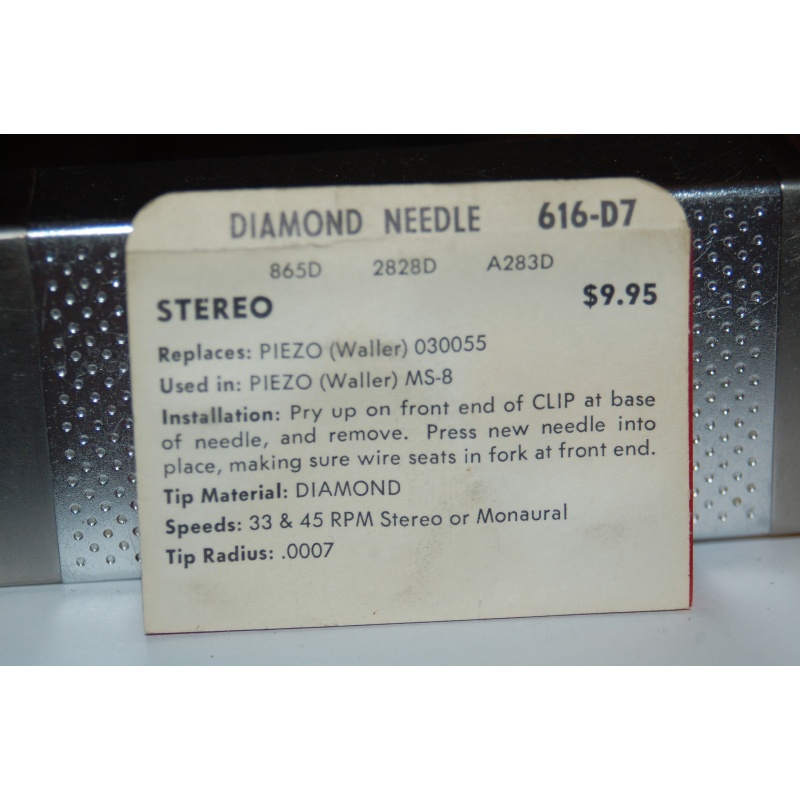 DIAMOND NEEDLE 616-D7
865D 2828D A283D
STEREO $9.95
Replaces: PIEZO (Waller) 030055
Used in: PIEZO (Waller) MS-8
Installation: Pry up on front end of CLIP at base
of needle, and remove. Press new needle into
place, making sure wire seats in fork at front end.
Tip Material: DIAMOND
Speeds: 33 & 45 RPM Stereo or Monaural
Tip Radius: .0007